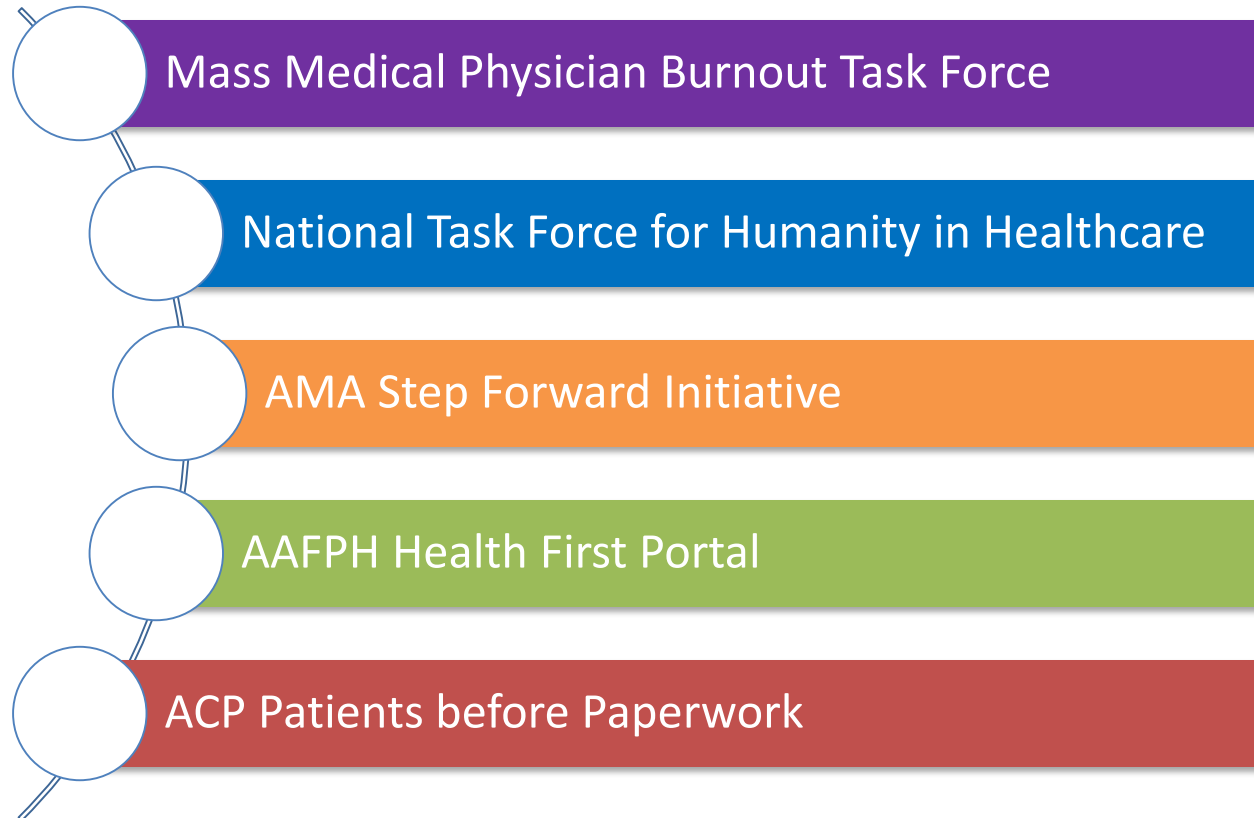 Mass Medical Physician Burnout Task Force
National Task Force for Humanity in Healthcare
AMA Step Forward Initiative
AAFPH Health First Portal
ACP Patients before Paperwork